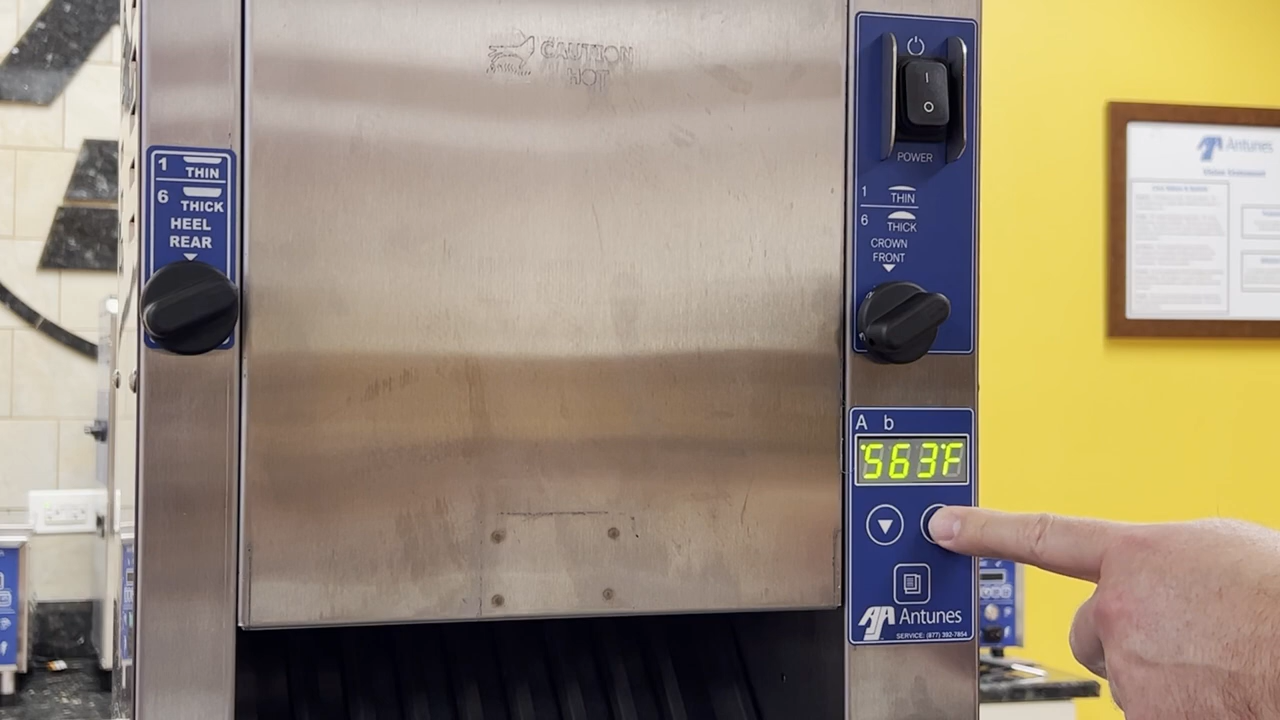 CAUTION
HOT
1 THIN
6 THICK
HEEL
REAR
POWER
1 THIN
6 THICK
CROWN
FRONT
A b
563°F
Antunes
SERVICE: (877) 392-7854
Antunes